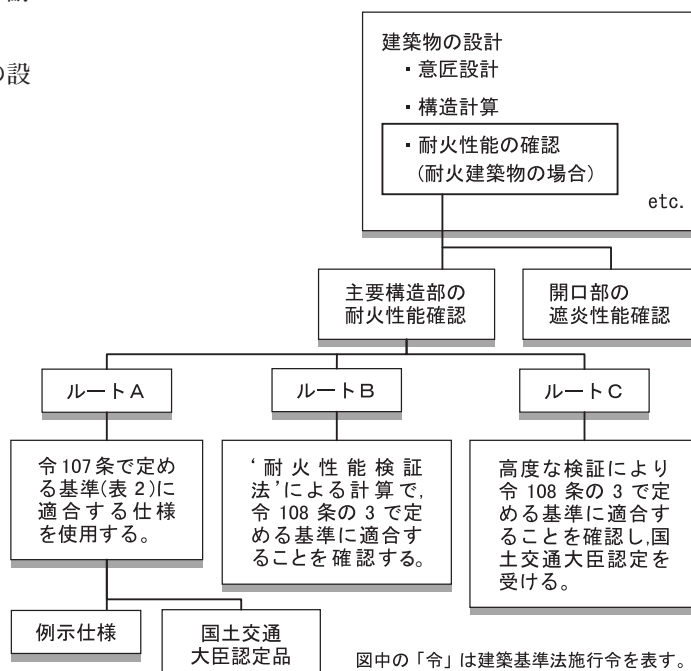 の設
建築物の設計
・意匠設計
・構造計算
・耐火性能の確認
(耐火建築物の場合)
etc.
主要構造部の
耐火性能確認
開口部の
遮炎性能確認
ルートA
ルートB
ルートC
令107条で定め
る基準(表2)に
適合する仕様
を使用する。
‘耐火性能検証
法’による計算で,
令108条の3で定
める基準に適合す
ることを確認する。
高度な検証により
令108条の3で定
める基準に適合す
ることを確認し,国
土交通大臣認定を
受ける。
例示仕様
国土交通
大臣認定品
図中の「令」は建築基準法施行令を表す。